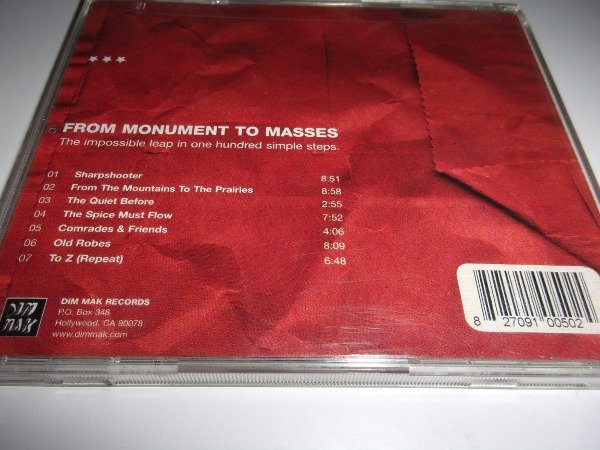 ★★★
FROM MONUMENT TO MASSES
The impossible leap in one hundred simple steps.
01 Sharpshooter 8:51
02 From The Mountains To The Prairies 8:58
03 The Quiet Before 2:55
04 The Spice Must Flow 7:52
05 Comrades & Friends 4:06
06 Old Robes 8:09
07 To Z (Repeat) 6:48
DIM MAK
DIM MAK RECORDS
P.O. Box 348
Hollywood, CA 90078
www.dimmak.com
8 27091 00502